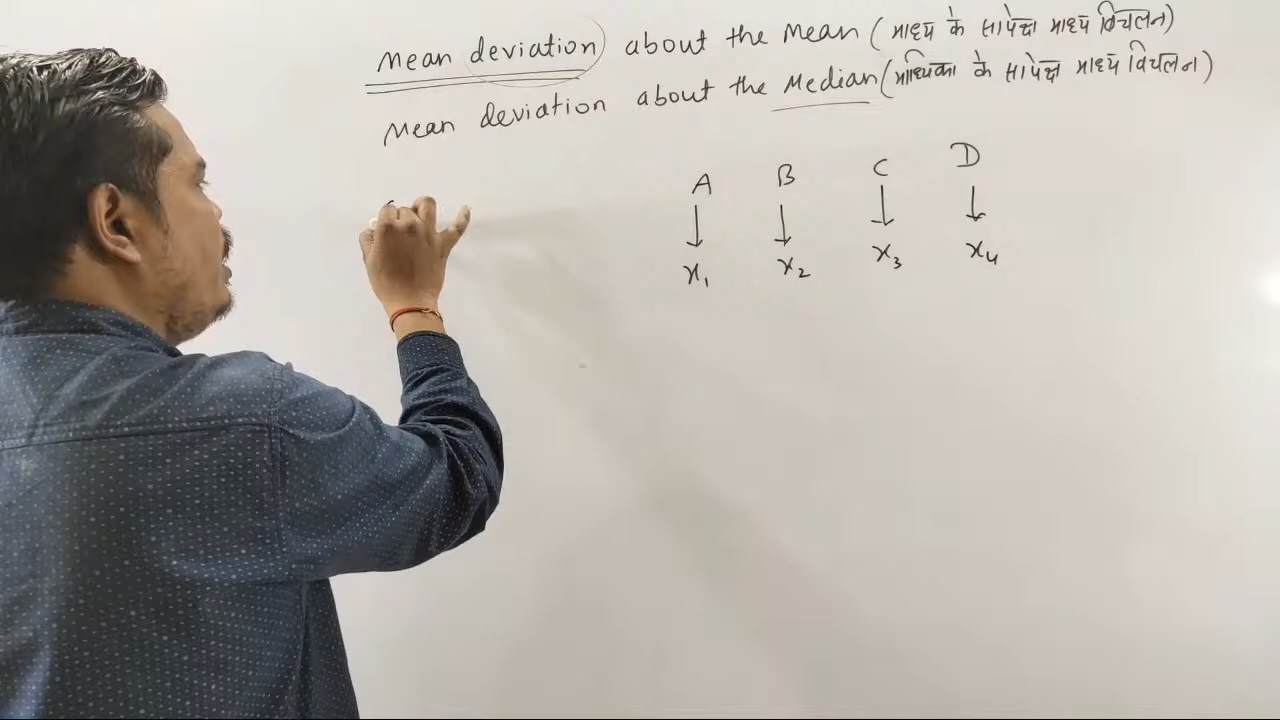 Mean deviation) about the Mean (माध्य के सापेक्ष माध्य विचलन)
Mean deviation about the Median (माध्यिका के सापेक्ष माध्य विचलन)
A B C D
↓ ↓ ↓ ↓
x₁ x₂ x₃ x₄